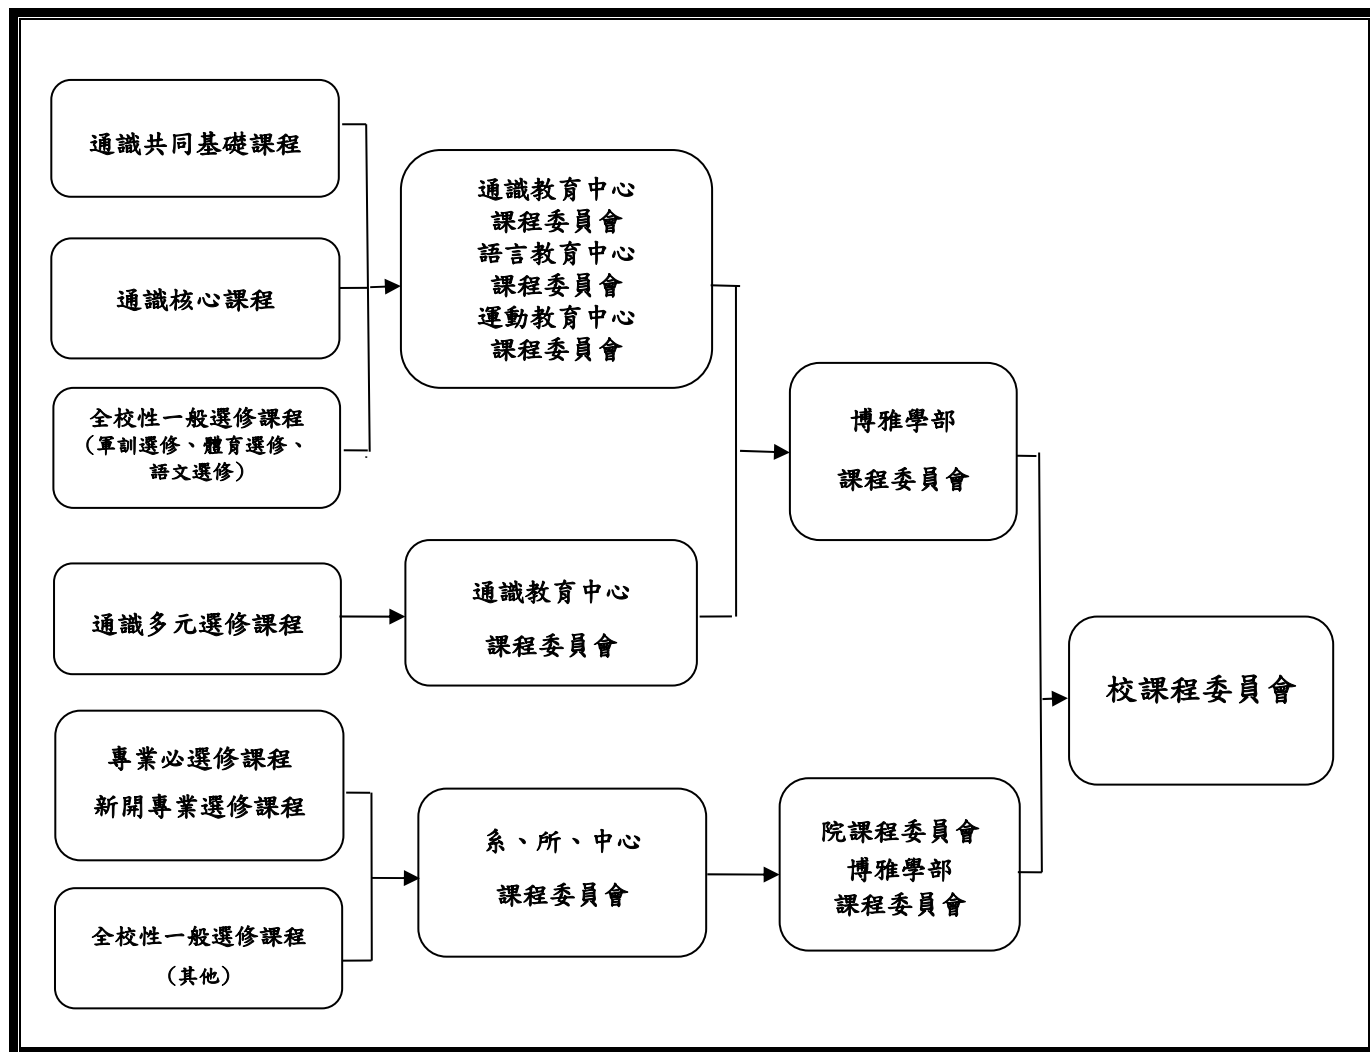 通識共同基礎課程
通識核心課程
全校性一般選修課程
（軍訓選修、體育選修、
語文選修）
通識教育中心
課程委員會
語言教育中心
課程委員會
運動教育中心
課程委員會
通識多元選修課程
通識教育中心
課程委員會
博雅學部
課程委員會
專業必選修課程
新開專業選修課程
全校性一般選修課程
（其他）
系、所、中心
課程委員會
院課程委員會
博雅學部
課程委員會
校課程委員會